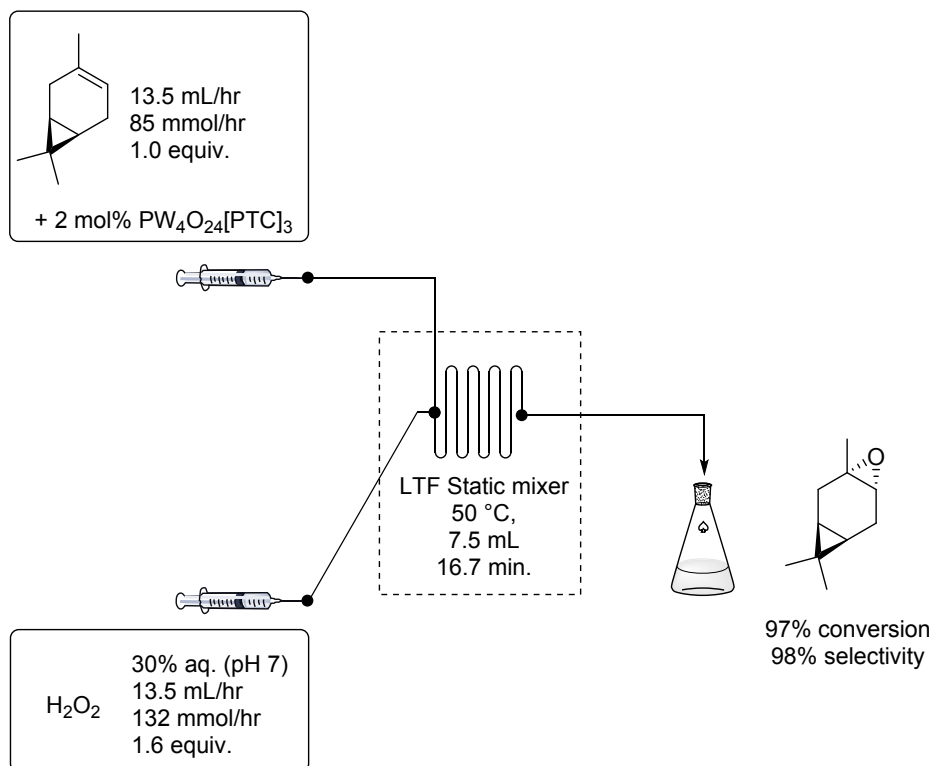 13.5 mL/hr
85 mmol/hr
1.0 equiv.
+ 2 mol% PW₄O₂₄[PTC]₃
LTF Static mixer
50 °C,
7.5 mL
16.7 min.
O
97% conversion
98% selectivity
H₂O₂
30% aq. (pH 7)
13.5 mL/hr
132 mmol/hr
1.6 equiv.